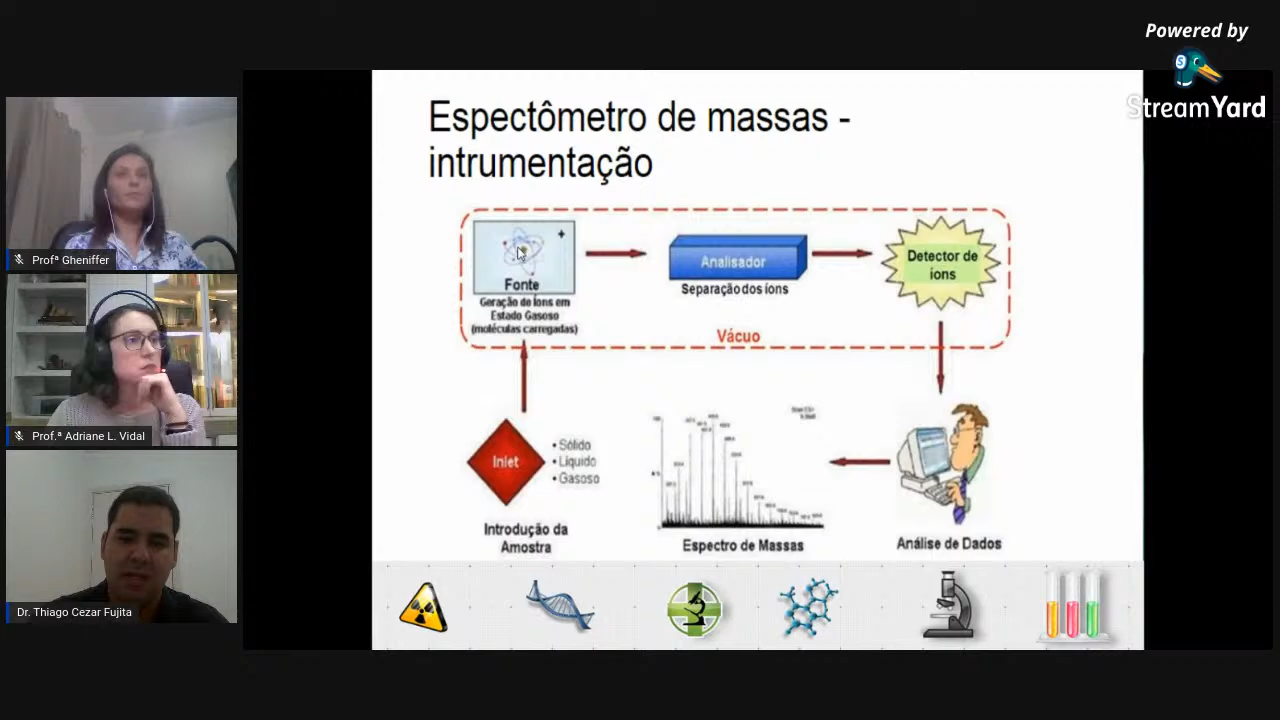 Powered by
StreamYard
Espectômetro de massas -
intrumentação
Fonte
Geração de Íons em
Estado Gasoso
(moléculas carregadas)
Analisador
Separação dos íons
Detector de
íons
Vácuo
Inlet
• Sólido
• Líquido
• Gasoso
Introdução da
Amostra
Espectro de Massas
Análise de Dados
Profª Gheniffer
Prof.ª Adriane L. Vidal
Dr. Thiago Cezar Fujita